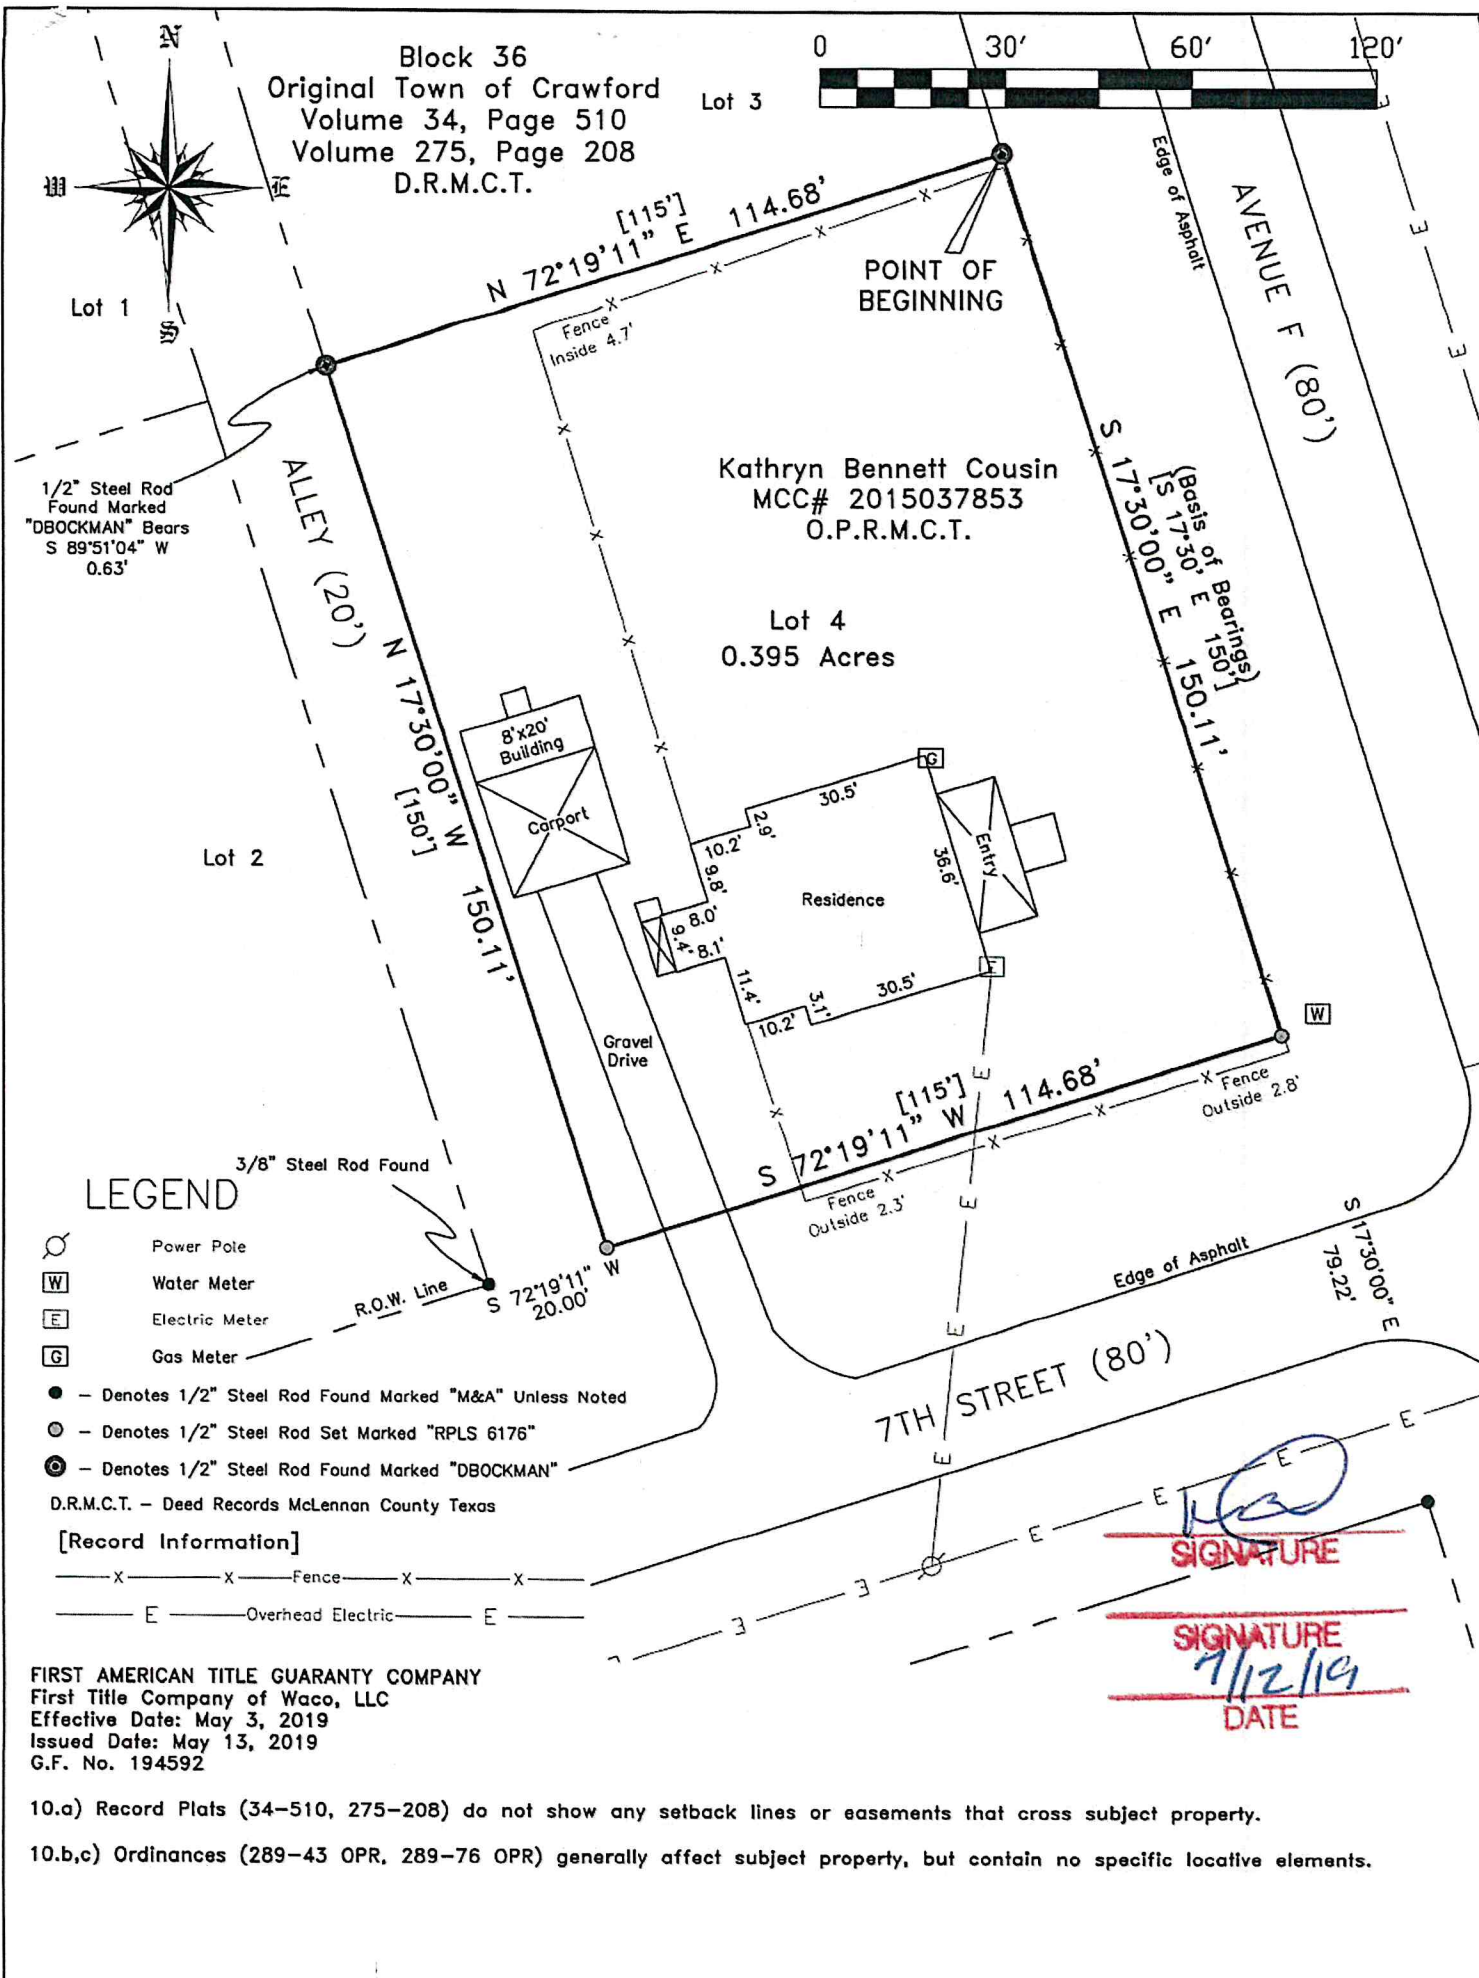 N
W
E
S
Block 36
Original Town of Crawford
Volume 34, Page 510
Volume 275, Page 208
D.R.M.C.T.
Lot 3
0 30' 60' 120'
Lot 1
[115']
N 72°19'11" E 114.68'
POINT OF
BEGINNING
Edge of Asphalt
AVENUE F (80')
E
E
E
Fence
Inside 4.7'
1/2" Steel Rod
Found Marked
"DBOCKMAN" Bears
S 89°51'04" W
0.63'
ALLEY (20')
N 17°30'00" W 150.11'
[150']
Kathryn Bennett Cousin
MCC# 2015037853
O.P.R.M.C.T.
Lot 4
0.395 Acres
(Basis of Bearings)
[S 17°30' E 150']
S 17°30'00" E 150.11'
8'x20'
Building
Carport
Lot 2
G
30.5'
2.9'
10.2'
9.8'
8.0'
9.4'
8.1'
11.4'
10.2'
3.1'
30.5'
36.6'
Entry
Residence
E
W
Gravel
Drive
[115']
S 72°19'11" W 114.68'
Fence
Outside 2.8'
Fence
Outside 2.3'
3/8" Steel Rod Found
LEGEND
Power Pole
W Water Meter
E Electric Meter
G Gas Meter
R.O.W. Line
S 72°19'11" W
20.00'
Edge of Asphalt
S 17°30'00" E
79.22'
7TH STREET (80')
– Denotes 1/2" Steel Rod Found Marked "M&A" Unless Noted
– Denotes 1/2" Steel Rod Set Marked "RPLS 6176"
– Denotes 1/2" Steel Rod Found Marked "DBOCKMAN"
D.R.M.C.T. – Deed Records McLennan County Texas
[Record Information]
X X Fence X X
E Overhead Electric E
SIGNATURE
SIGNATURE
7/12/19
DATE
FIRST AMERICAN TITLE GUARANTY COMPANY
First Title Company of Waco, LLC
Effective Date: May 3, 2019
Issued Date: May 13, 2019
G.F. No. 194592
10.a) Record Plats (34–510, 275–208) do not show any setback lines or easements that cross subject property.
10.b,c) Ordinances (289–43 OPR, 289–76 OPR) generally affect subject property, but contain no specific locative elements.